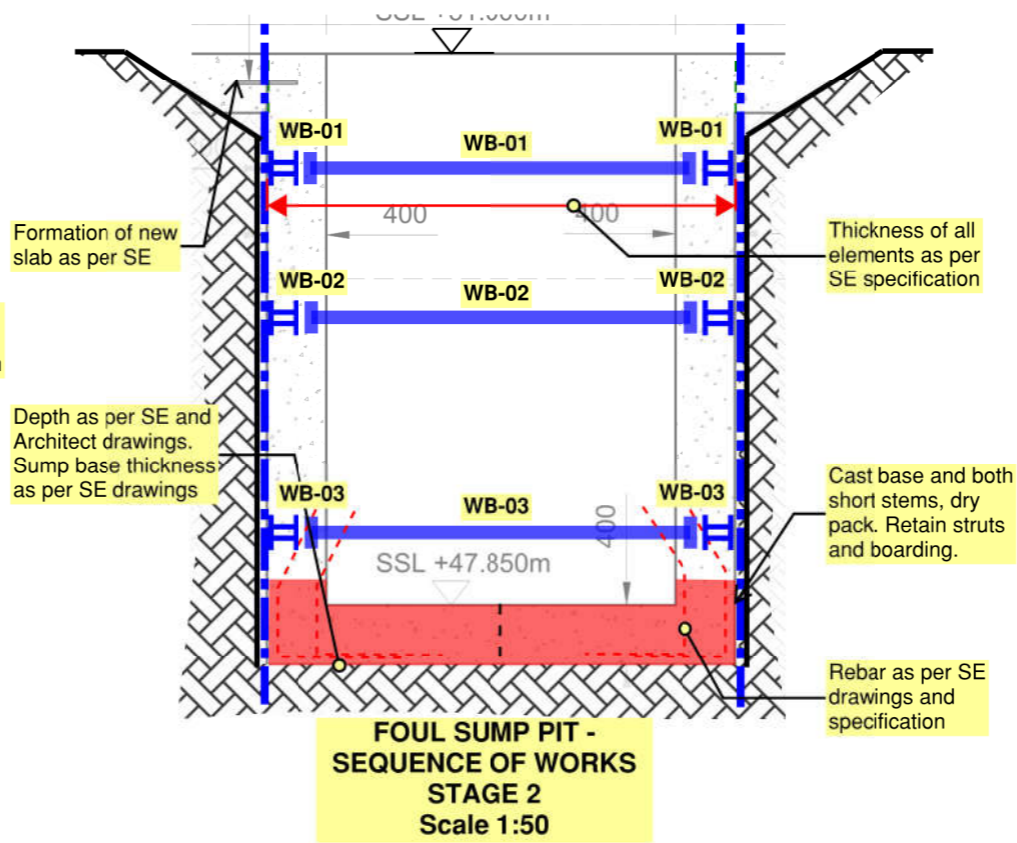 WB-01
WB-01
WB-01
400
400
Formation of new
slab as per SE
Thickness of all
elements as per
SE specification
WB-02
WB-02
WB-02
Depth as per SE and
Architect drawings.
Sump base thickness
as per SE drawings
WB-03
WB-03
WB-03
Cast base and both
short stems, dry
pack. Retain struts
and boarding.
400
SSL +47.850m
Rebar as per SE
drawings and
specification
FOUL SUMP PIT -
SEQUENCE OF WORKS
STAGE 2
Scale 1:50